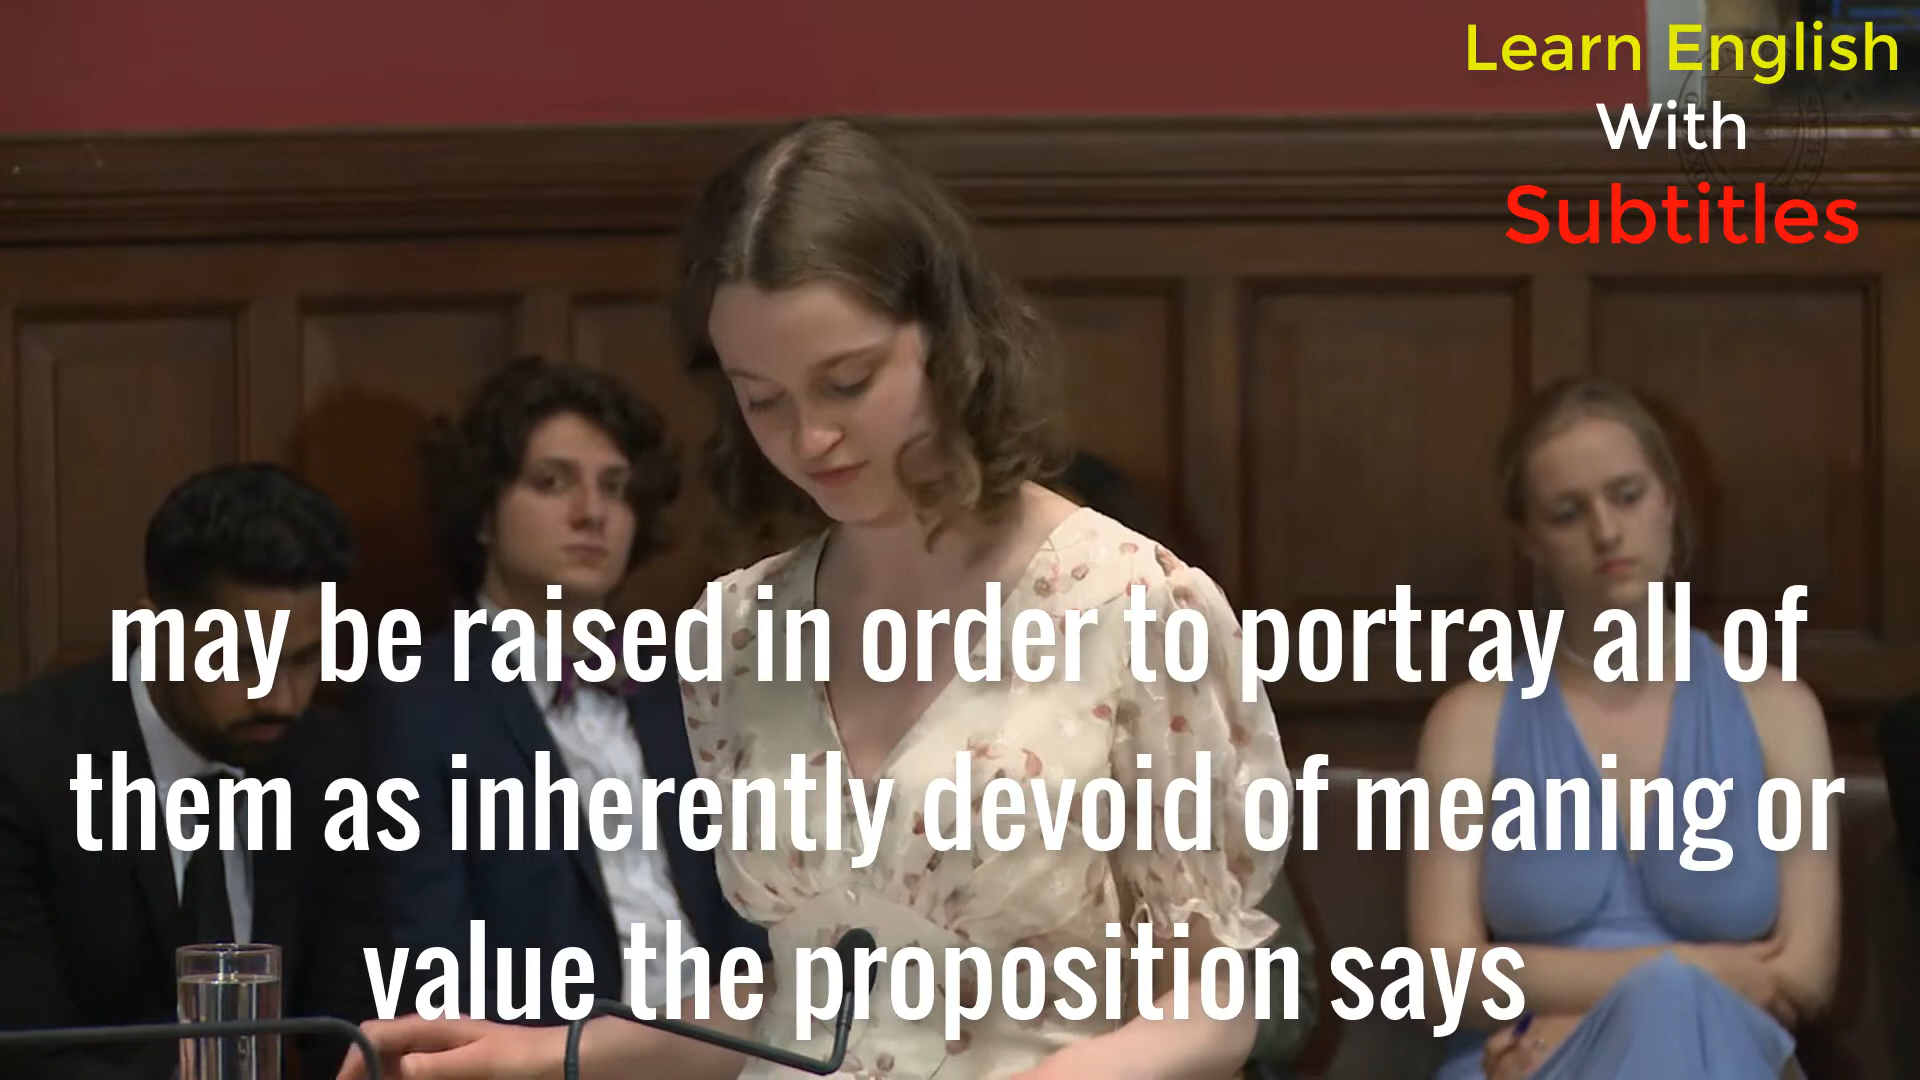 Learn English
With
Subtitles
may be raised in order to portray all of
them as inherently devoid of meaning or
value the proposition says